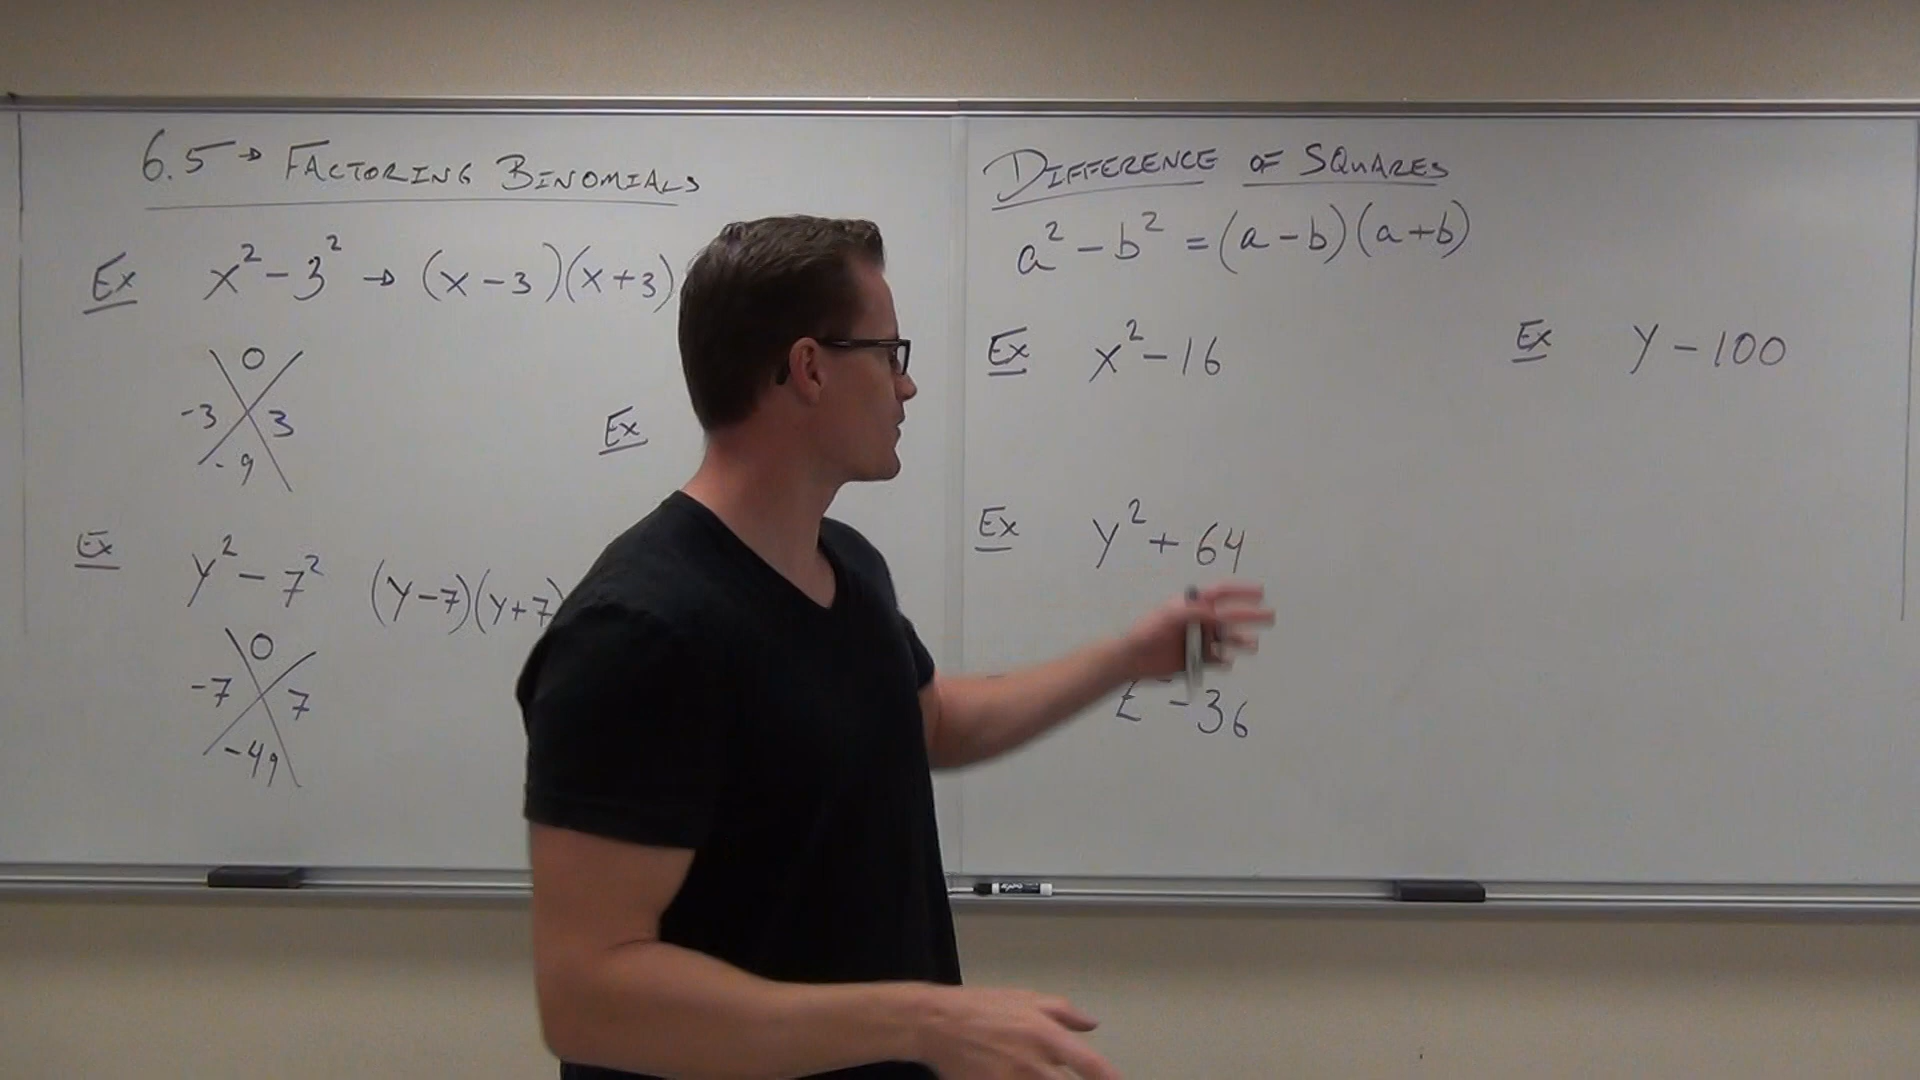 6.5 → FACTORING BINOMIALS
Ex x² - 3² → (x - 3)(x + 3)
0
-3 3
-9
Ex
Ex y² - 7² (y - 7)(y + 7)
0
-7 7
-49
DIFFERENCE OF SQUARES
a² - b² = (a - b)(a + b)
Ex x² - 16
Ex y - 100
Ex y² + 64
- 36
EXPO